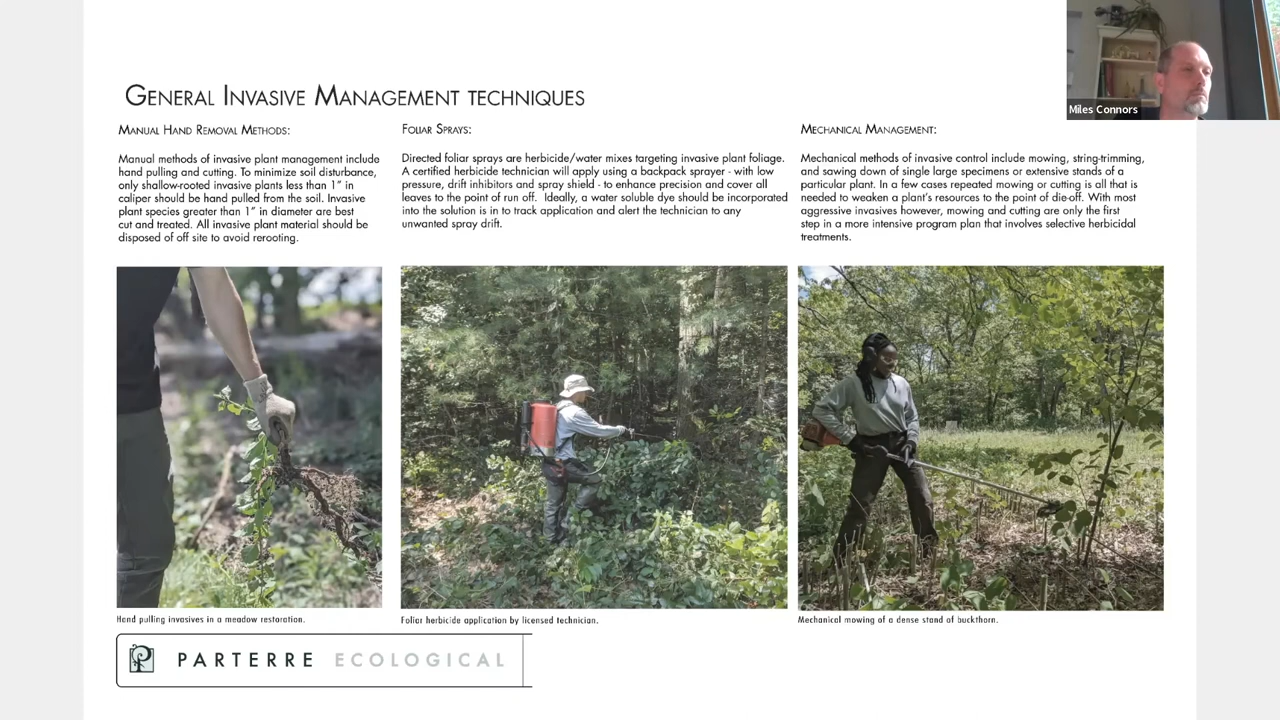 GENERAL INVASIVE MANAGEMENT TECHNIQUES
MANUAL HAND REMOVAL METHODS:
Manual methods of invasive plant management include
hand pulling and cutting. To minimize soil disturbance,
only shallow-rooted invasive plants less than 1" in
caliper should be hand pulled from the soil. Invasive
plant species greater than 1" in diameter are best
cut and treated. All invasive plant material should be
disposed of off site to avoid rerooting.
FOLIAR SPRAYS:
Directed foliar sprays are herbicide/water mixes targeting invasive plant foliage.
A certified herbicide technician will apply using a backpack sprayer - with low
pressure, drift inhibitors and spray shield - to enhance precision and cover all
leaves to the point of run off. Ideally, a water soluble dye should be incorporated
into the solution is in to track application and alert the technician to any
unwanted spray drift.
MECHANICAL MANAGEMENT:
Mechanical methods of invasive control include mowing, string-trimming,
and sawing down of single large specimens or extensive stands of a
particular plant. In a few cases repeated mowing or cutting is all that is
needed to weaken a plant's resources to the point of die-off. With most
aggressive invasives however, mowing and cutting are only the first
step in a more intensive program plan that involves selective herbicidal
treatments.
Hand pulling invasives in a meadow restoration.
Foliar herbicide application by licensed technician.
Mechanical mowing of a dense stand of buckthorn.
PARTERRE ECOLOGICAL
Miles Connors